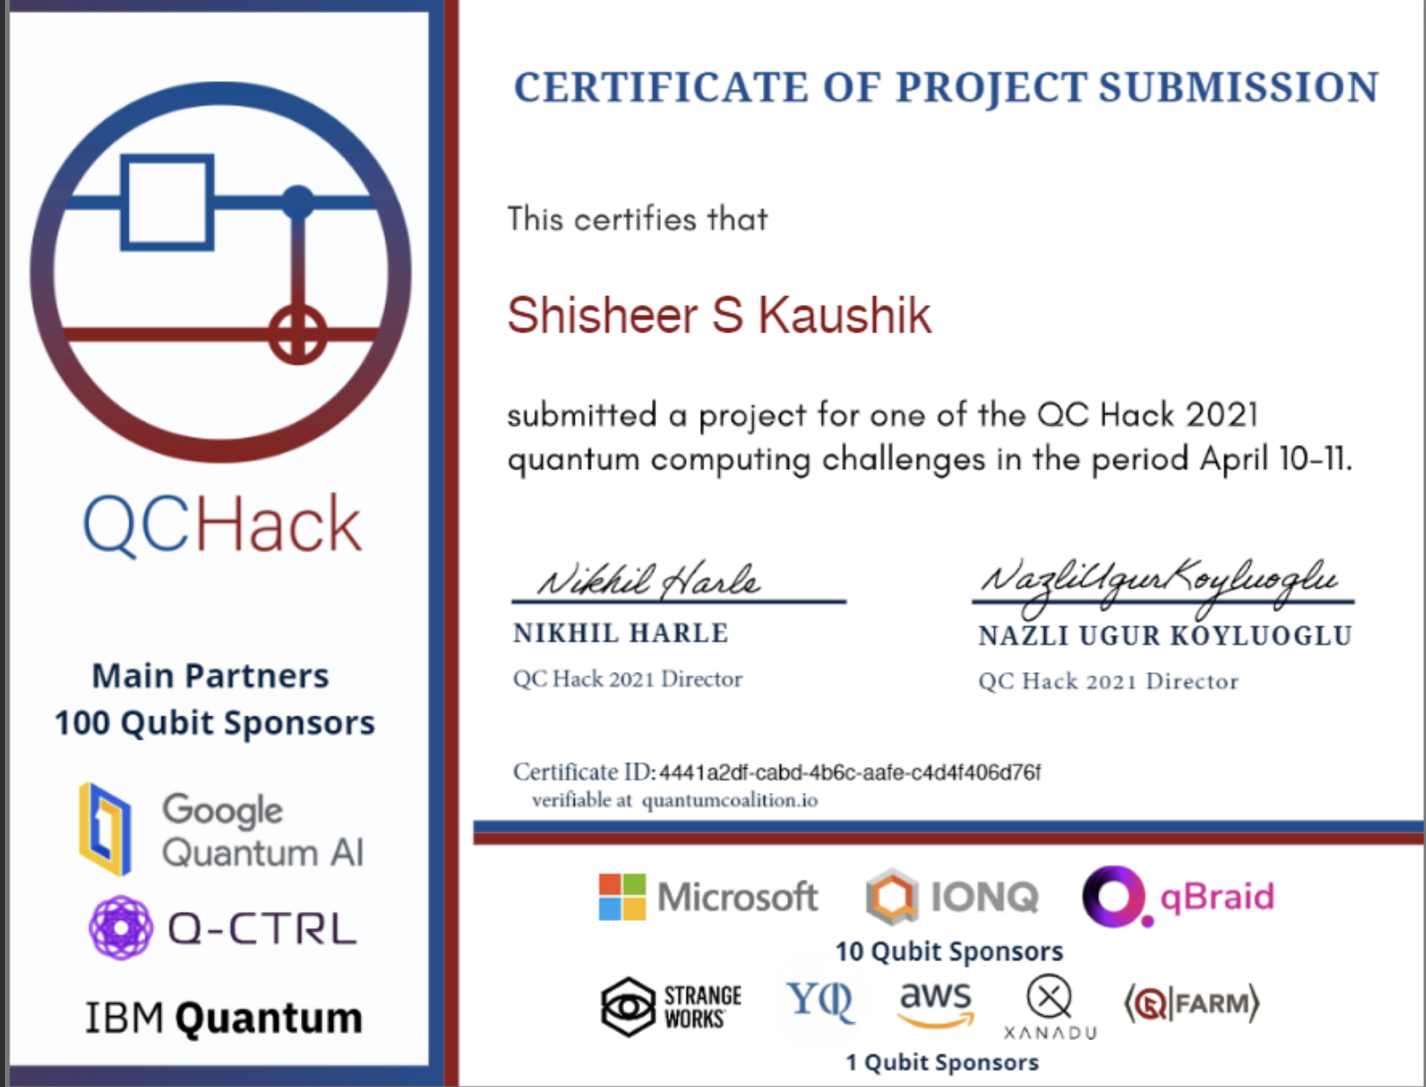 QCHack
Main Partners
100 Qubit Sponsors
Google
Quantum AI
Q-CTRL
IBM Quantum
CERTIFICATE OF PROJECT SUBMISSION
This certifies that
Shisheer S Kaushik
submitted a project for one of the QC Hack 2021
quantum computing challenges in the period April 10-11.
Nikhil Harle
NIKHIL HARLE
QC Hack 2021 Director
NazliUgurKoyluoglu
NAZLI UGUR KOYLUOGLU
QC Hack 2021 Director
Certificate ID: 4441a2df-cabd-4b6c-aafe-c4d4f406d76f
verifiable at quantumcoalition.io
Microsoft IONQ qBraid
10 Qubit Sponsors
STRANGE
WORKS
YQ aws XANADU ⟨Q|FARM⟩
1 Qubit Sponsors